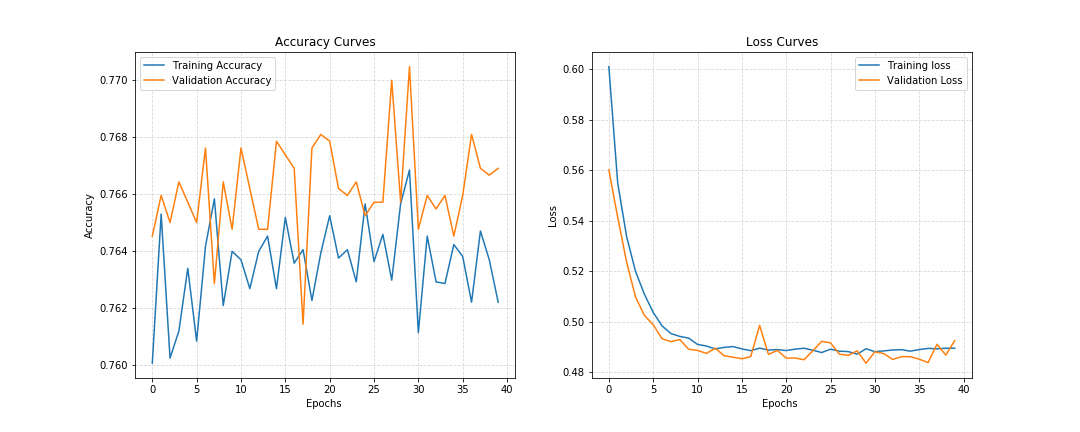 Accuracy Curves
Training Accuracy
Validation Accuracy
0.770
0.768
0.766
0.764
0.762
0.760
Accuracy
0 5 10 15 20 25 30 35 40
Epochs
Loss Curves
Training loss
Validation Loss
0.60
0.58
0.56
0.54
0.52
0.50
0.48
Loss
0 5 10 15 20 25 30 35 40
Epochs